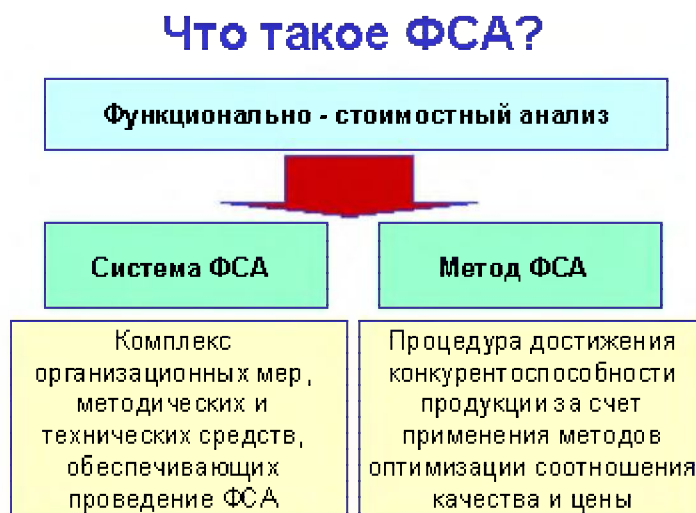 Что такое ФСА?
Функционально - стоимостный анализ
Система ФСА
Метод ФСА
Комплекс
организационных мер,
методических и
технических средств,
обеспечивающих
проведение ФСА
Процедура достижения
конкурентоспособности
продукции за счет
применения методов
оптимизации соотношения
качества и цены